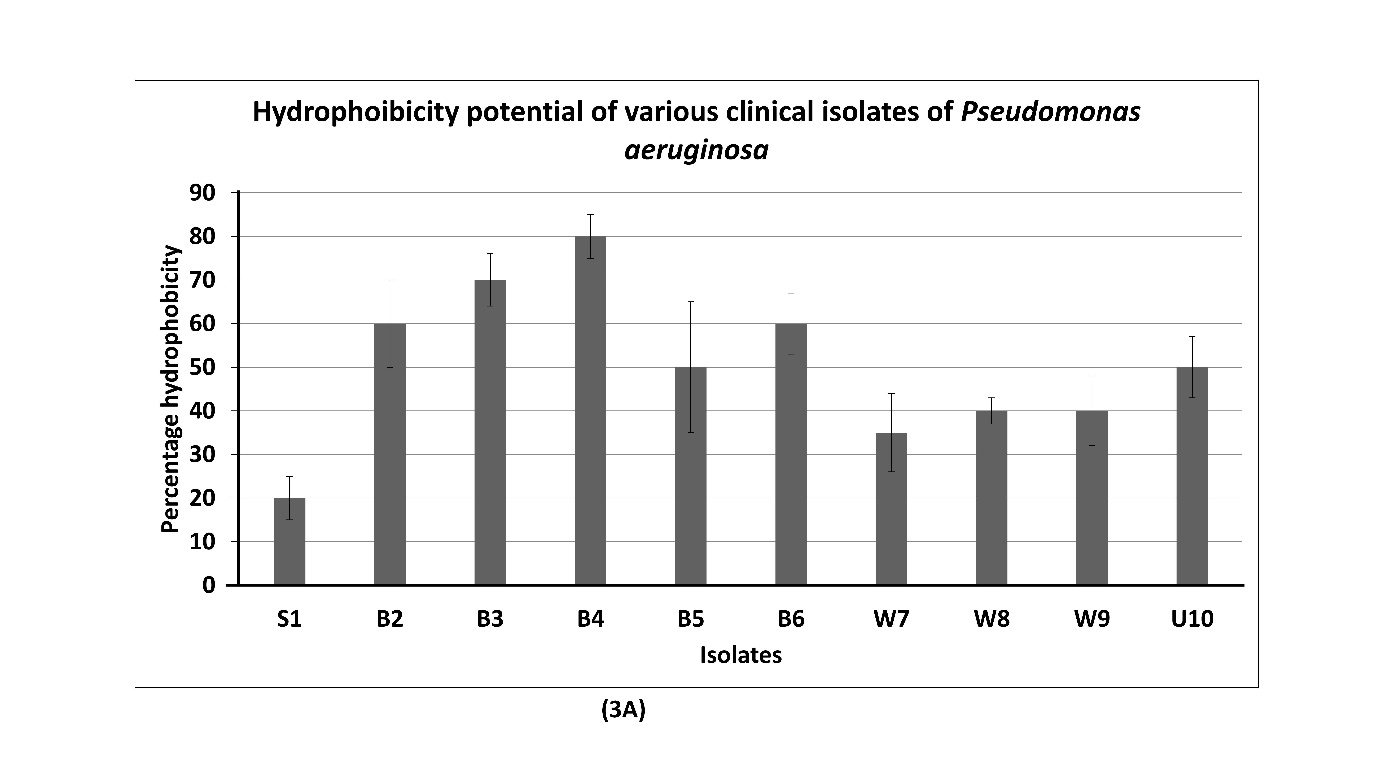 Hydrophoibicity potential of various clinical isolates of Pseudomonas
aeruginosa
Percentage hydrophobicity
90
80
70
60
50
40
30
20
10
0
S1 B2 B3 B4 B5 B6 W7 W8 W9 U10
Isolates
(3A)